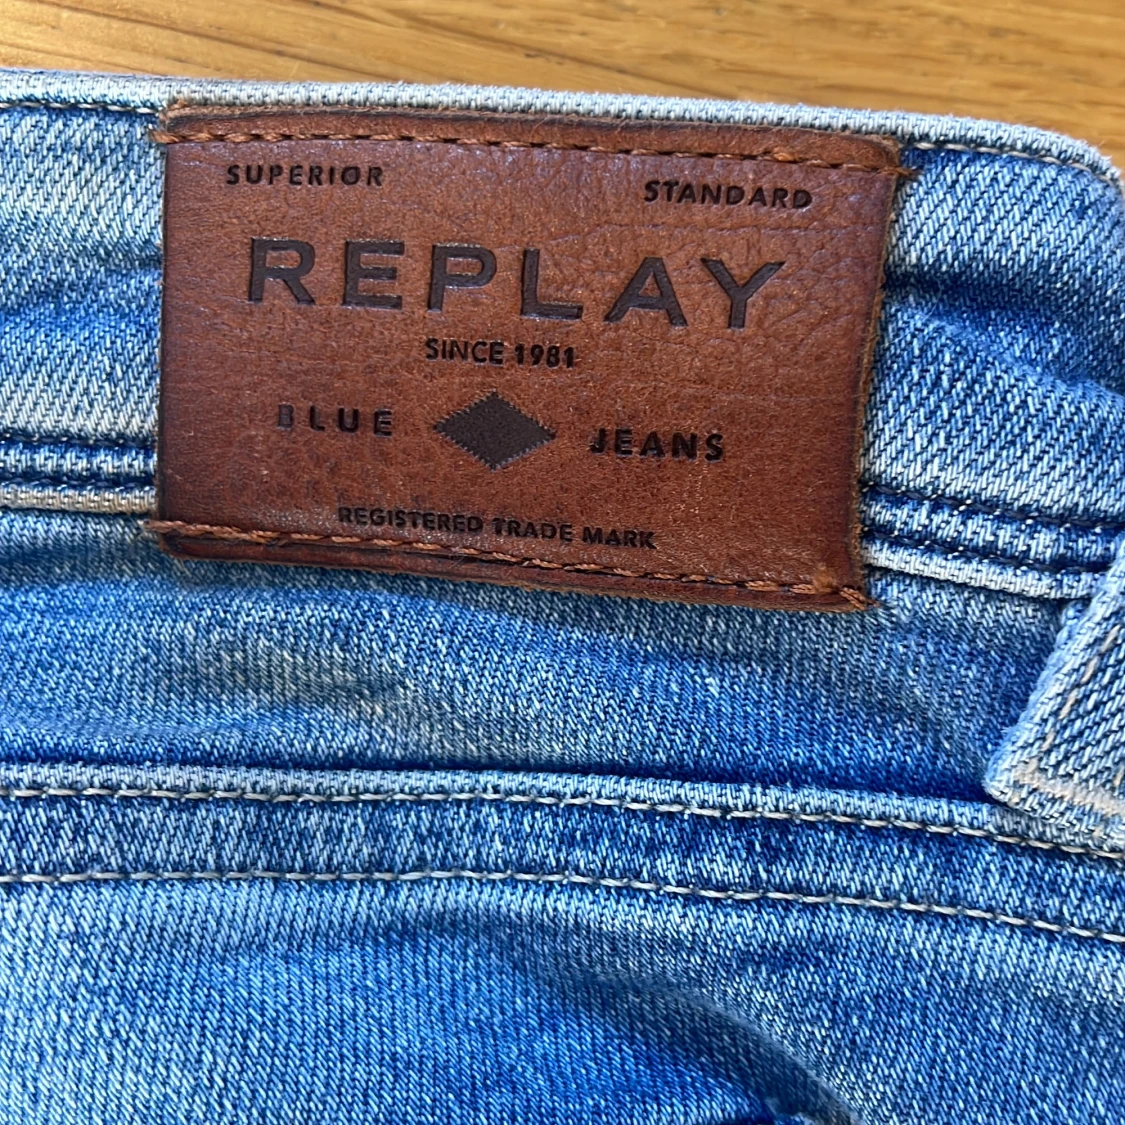 SUPERIOR STANDARD
REPLAY
SINCE 1981
BLUE JEANS
REGISTERED TRADE MARK